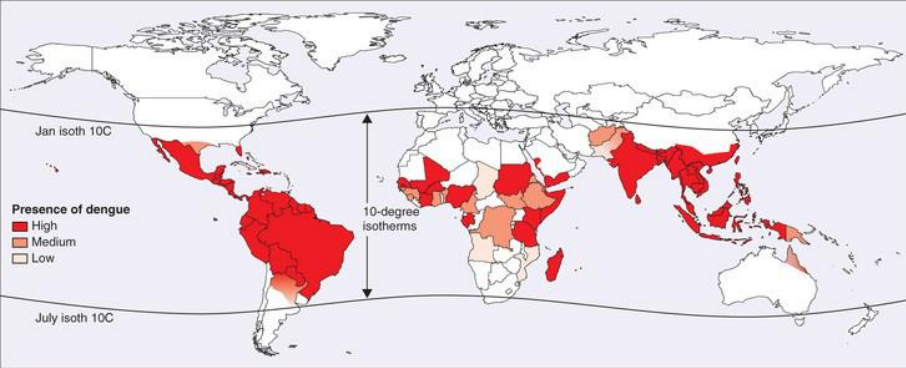 Jan isoth 10C
Presence of dengue
High
Medium
Low
10-degree
isotherms
July isoth 10C